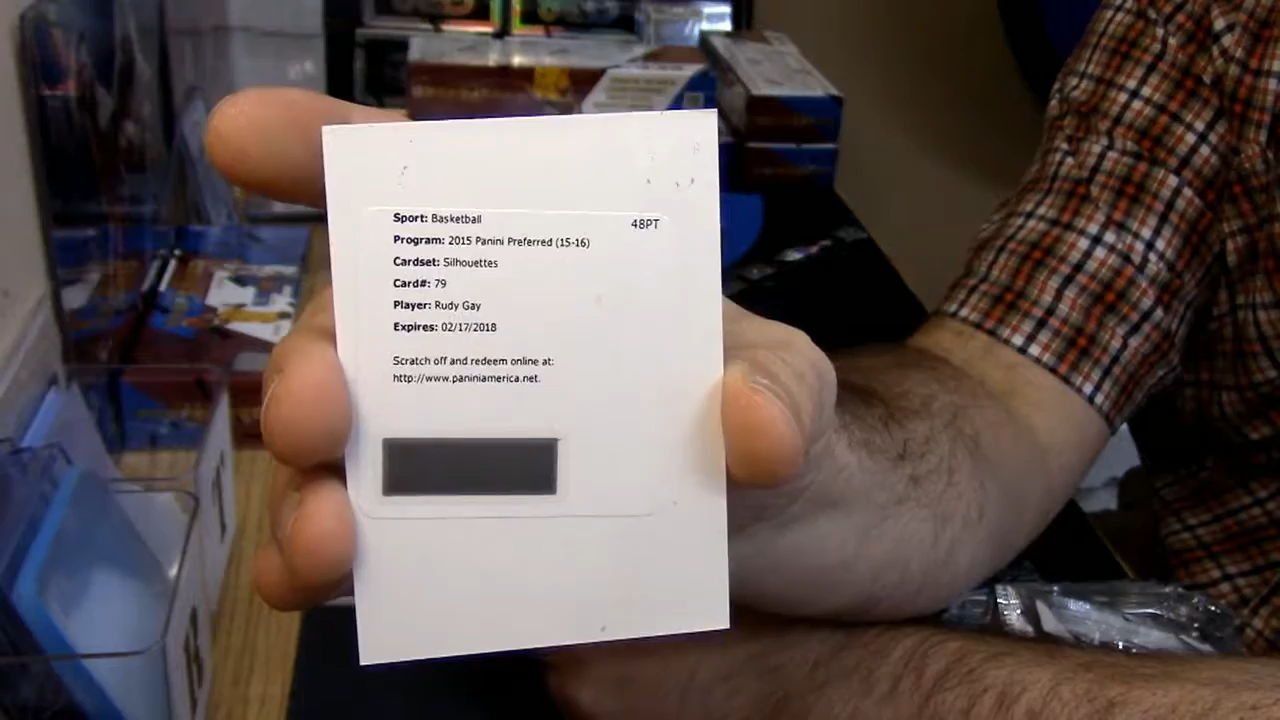 Sport: Basketball
48PT
Program: 2015 Panini Preferred (15-16)
Cardset: Silhouettes
Card#: 79
Player: Rudy Gay
Expires: 02/17/2018
Scratch off and redeem online at:
http://www.paniniamerica.net.